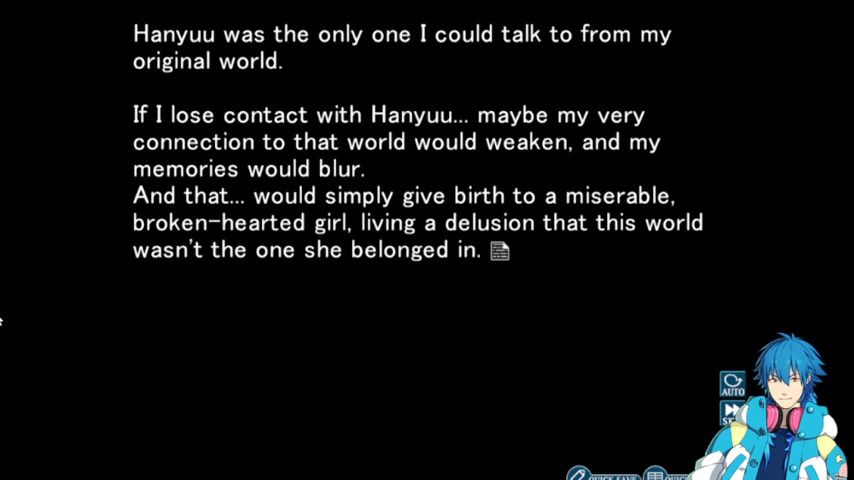 Hanyuu was the only one I could talk to from my
original world.
If I lose contact with Hanyuu... maybe my very
connection to that world would weaken, and my
memories would blur.
And that... would simply give birth to a miserable,
broken-hearted girl, living a delusion that this world
wasn't the one she belonged in.
AUTO
QUICK SAVE